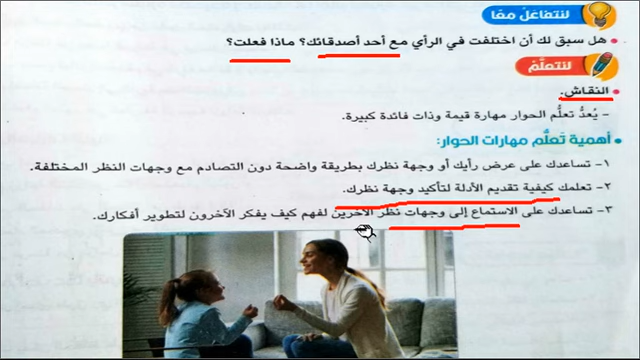 لنتفاعل معًا
• هل سبق لك أن اختلفت في الرأي مع أحد أصدقائك؟ ماذا فعلت؟
لنتعلَّم
• النقاش.
- يُعدُّ تعلُّم الحوار مهارة قيمة وذات فائدة كبيرة.
• أهمية تَعلُّم مهارات الحوار:
١- تساعدك على عرض رأيك أو وجهة نظرك بطريقة واضحة دون التصادم مع وجهات النظر المختلفة.
٢- تعلمك كيفية تقديم الأدلة لتأكيد وجهة نظرك.
٣- تساعدك على الاستماع إلى وجهات نظر الآخرين لفهم كيف يفكر الآخرون لتطوير أفكارك.